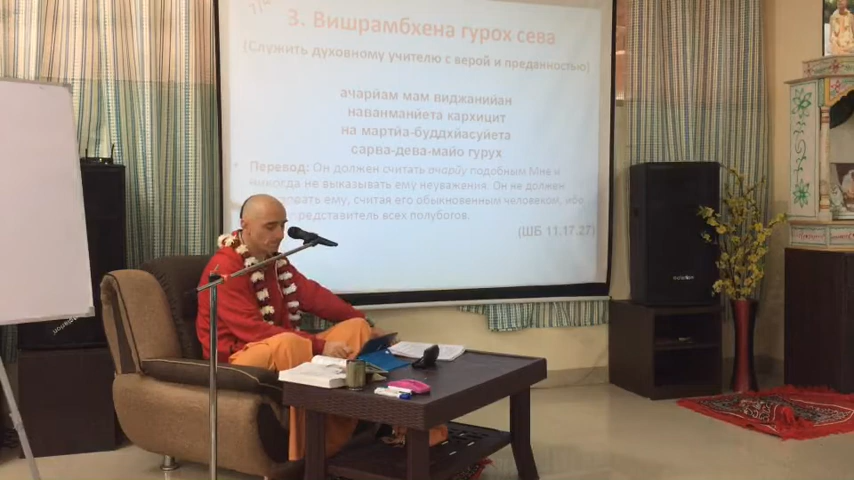 3. Вишрамбхена гурох сева
(Служить духовному учителю с верой и преданностью)
ачарйам мам виджанийан
наванманйета кархицит
на мартйа-буддхйасуйета
сарва-дева-майо гурух
Перевод: Он должен считать ачарду подобным Мне и
никогда не выказывать ему неуважения. Он не должен
ему, считая его обыкновенным человеком, ибо
представитель всех полубогов.
(ШБ 11.17.27)